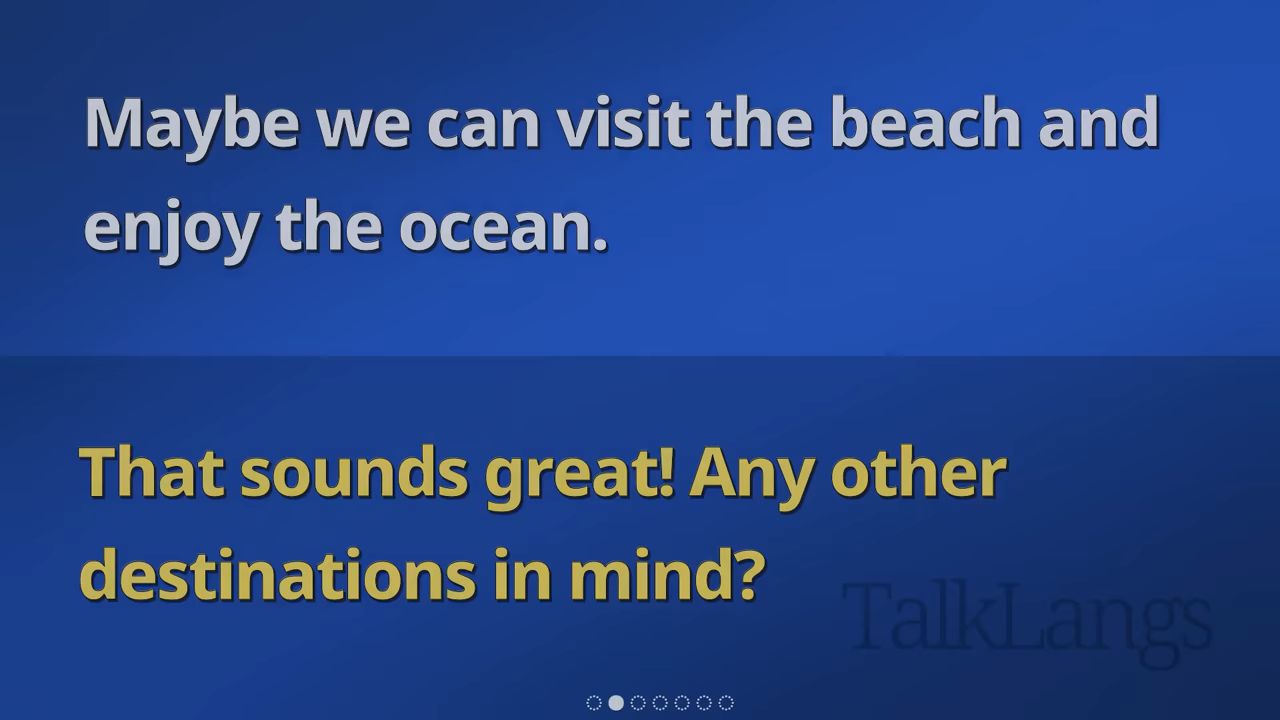 Maybe we can visit the beach and
enjoy the ocean.
That sounds great! Any other
destinations in mind?
TalkLangs